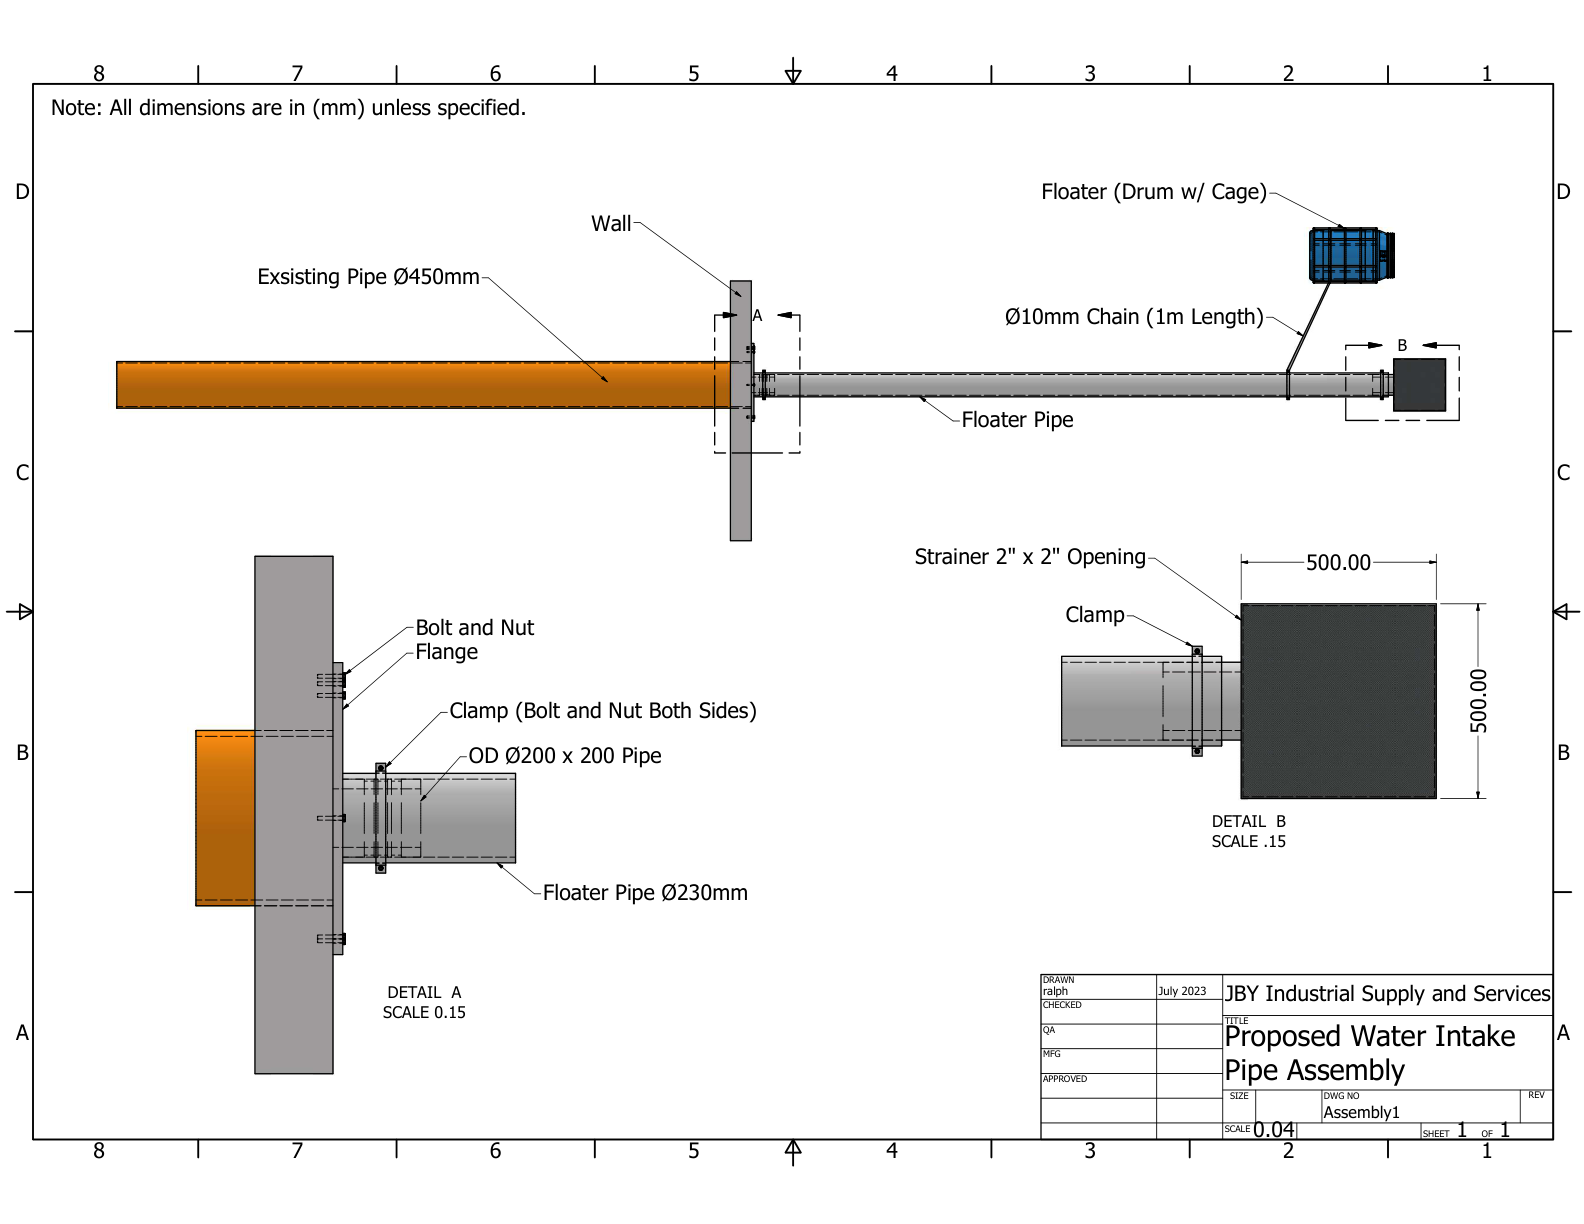 8 7 6 5 4 3 2 1
Note: All dimensions are in (mm) unless specified.
D D
Floater (Drum w/ Cage)
Wall
Exsisting Pipe Ø450mm
A
Ø10mm Chain (1m Length)
B
Floater Pipe
C C
Strainer 2" x 2" Opening
500.00
Clamp
Bolt and Nut
Flange
500.00
Clamp (Bolt and Nut Both Sides)
OD Ø200 x 200 Pipe
B B
DETAIL B
SCALE .15
Floater Pipe Ø230mm
DETAIL A
SCALE 0.15
A A
DRAWN
ralph
July 2023
JBY Industrial Supply and Services
CHECKED
TITLE
Proposed Water Intake
Pipe Assembly
QA
MFG
APPROVED
SIZE
DWG NO
REV
Assembly1
SCALE 0.04
SHEET 1 OF 1
8 7 6 5 4 3 2 1